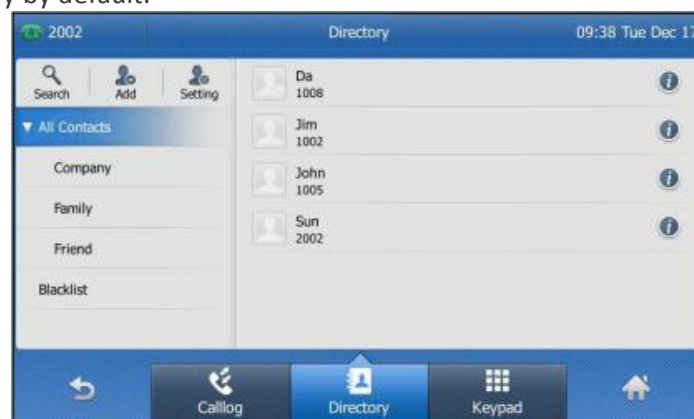 y by default.
2002 Directory 09:38 Tue Dec 17
Search Add Setting
All Contacts
Company
Family
Friend
Blacklist
Da
1008
Jim
1002
John
1005
Sun
2002
Calllog Directory Keypad